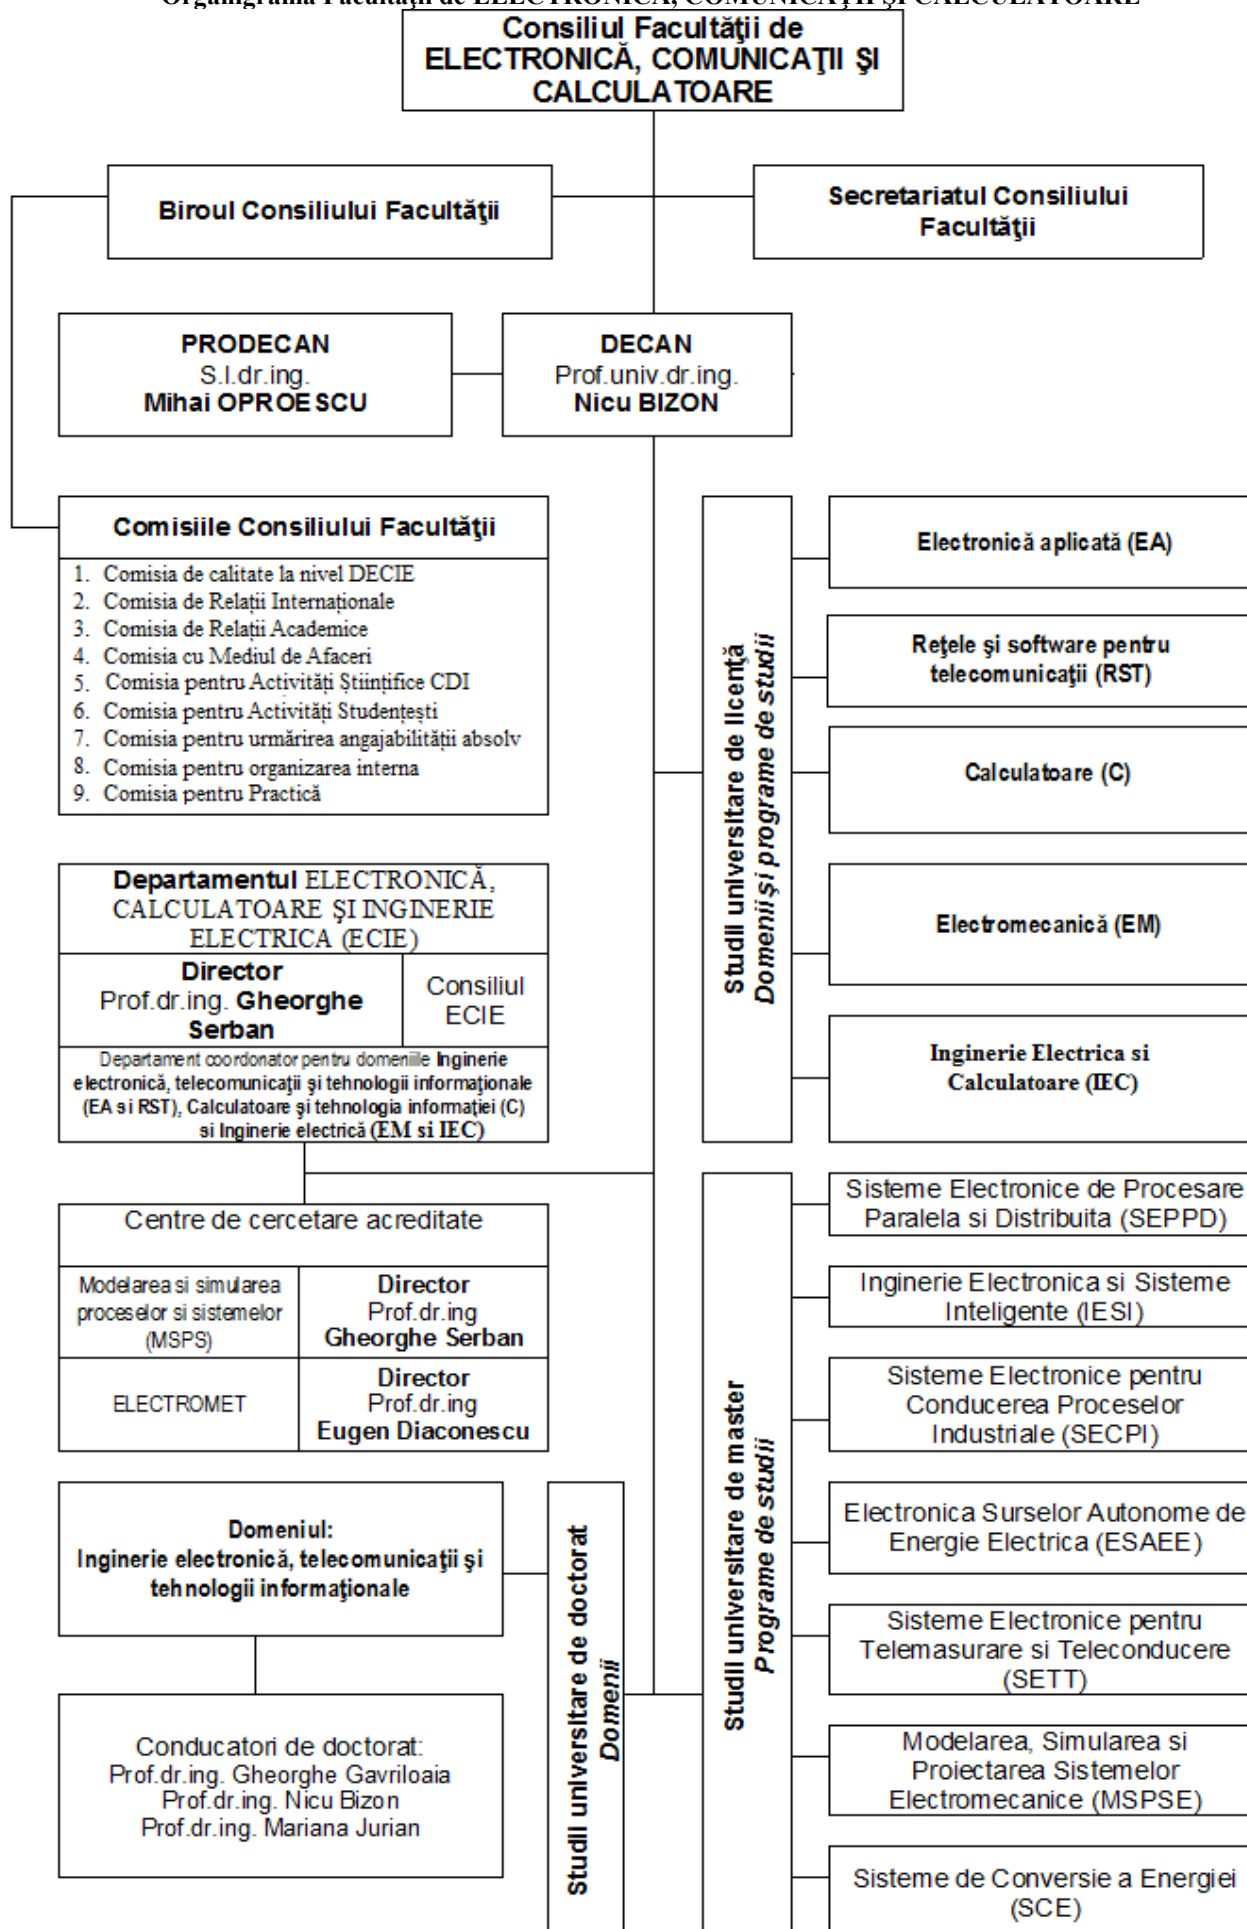 Organigrama Facultăţii de ELECTRONICĂ, COMUNICAŢII ŞI CALCULATOARE
Consiliul Facultăţii de
ELECTRONICĂ, COMUNICAŢII ŞI
CALCULATOARE
Biroul Consiliului Facultăţii
Secretariatul Consiliului
Facultăţii
PRODECAN
S.l.dr.ing.
Mihai OPROESCU
DECAN
Prof.univ.dr.ing.
Nicu BIZON
Comisiile Consiliului Facultăţii
1. Comisia de calitate la nivel DECIE
2. Comisia de Relații Internaționale
3. Comisia de Relații Academice
4. Comisia cu Mediul de Afaceri
5. Comisia pentru Activități Științifice CDI
6. Comisia pentru Activități Studențești
7. Comisia pentru urmărirea angajabilității absolv
8. Comisia pentru organizarea interna
9. Comisia pentru Practică
Departamentul ELECTRONICĂ,
CALCULATOARE ŞI INGINERIE
ELECTRICA (ECIE)
Director
Prof.dr.ing. Gheorghe
Serban
Consiliul
ECIE
Departament coordonator pentru domeniile Inginerie
electronică, telecomunicaţii şi tehnologii informaţionale
(EA si RST), Calculatoare şi tehnologia informaţiei (C)
si Inginerie electrică (EM si IEC)
Centre de cercetare acreditate
Modelarea si simularea
proceselor si sistemelor
(MSPS)
Director
Prof.dr.ing
Gheorghe Serban
ELECTROMET
Director
Prof.dr.ing
Eugen Diaconescu
Domeniul:
Inginerie electronică, telecomunicaţii şi
tehnologii informaţionale
Conducatori de doctorat:
Prof.dr.ing. Gheorghe Gavriloaia
Prof.dr.ing. Nicu Bizon
Prof.dr.ing. Mariana Jurian
Studii universitare de doctorat
Domenii
Studii universitare de licenţă
Domenii şi programe de studii
Electronică aplicată (EA)
Reţele şi software pentru
telecomunicaţii (RST)
Calculatoare (C)
Electromecanică (EM)
Inginerie Electrica si
Calculatoare (IEC)
Studii universitare de master
Programe de studii
Sisteme Electronice de Procesare
Paralela si Distribuita (SEPPD)
Inginerie Electronica si Sisteme
Inteligente (IESI)
Sisteme Electronice pentru
Conducerea Proceselor
Industriale (SECPI)
Electronica Surselor Autonome de
Energie Electrica (ESAEE)
Sisteme Electronice pentru
Telemasurare si Teleconducere
(SETT)
Modelarea, Simularea si
Proiectarea Sistemelor
Electromecanice (MSPSE)
Sisteme de Conversie a Energiei
(SCE)